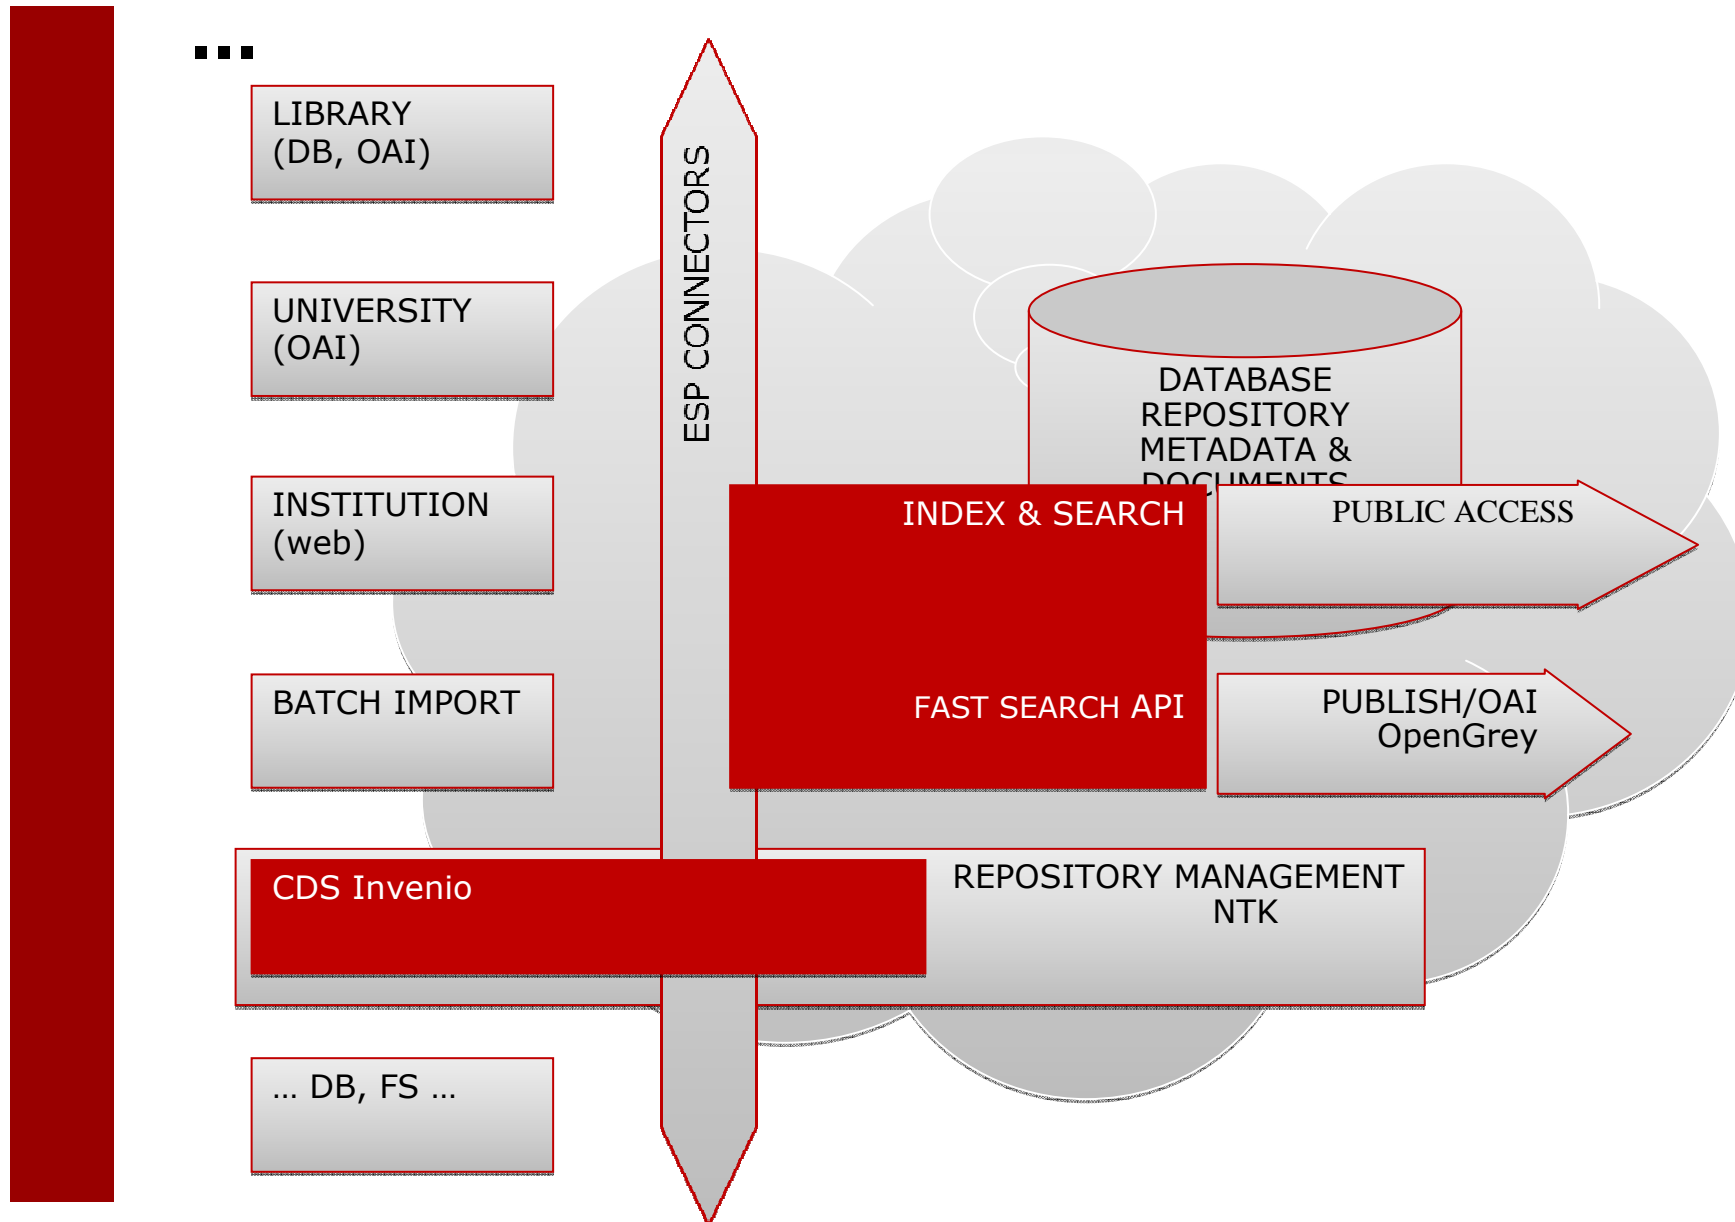 ...
LIBRARY
(DB, OAI)
UNIVERSITY
(OAI)
INSTITUTION
(web)
BATCH IMPORT
CDS Invenio
... DB, FS ...
ESP CONNECTORS
DATABASE
REPOSITORY
METADATA &
DOCUMENTS
INDEX & SEARCH
FAST SEARCH API
PUBLIC ACCESS
PUBLISH/OAI
OpenGrey
REPOSITORY MANAGEMENT
NTK